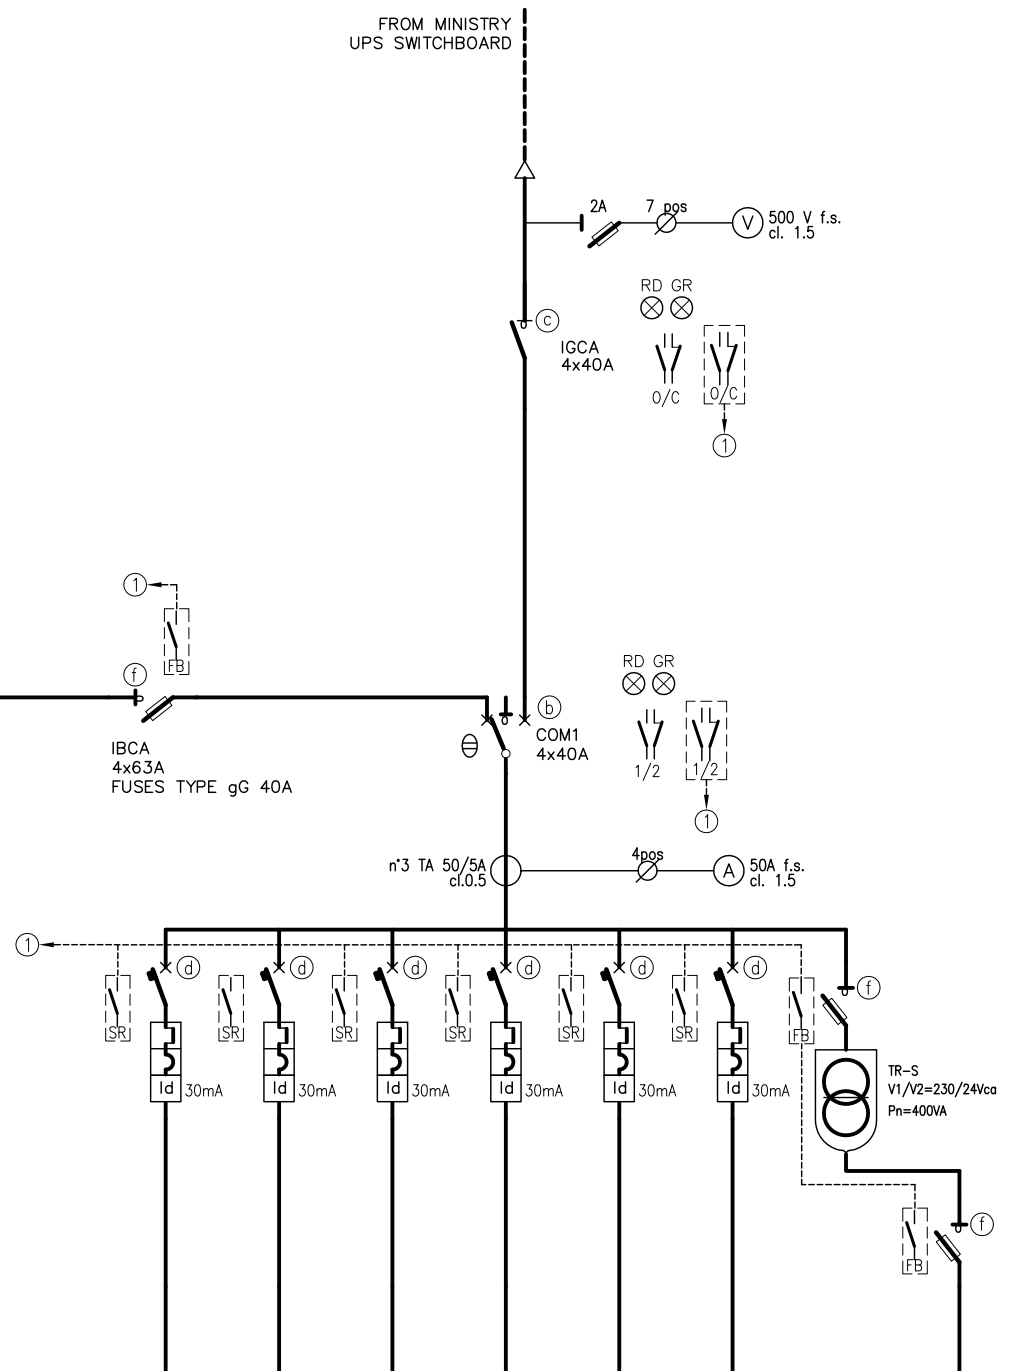 FROM MINISTRY
UPS SWITCHBOARD
2A
7 pos
V
500 V f.s.
cl. 1.5
RD GR
c
IGCA
4x40A
O/C
O/C
1
1
FB
f
RD GR
b
COM1
4x40A
1/2
1/2
1
IBCA
4x63A
FUSES TYPE gG 40A
n°3 TA 50/5A
cl.0.5
4pos
A
50A f.s.
cl. 1.5
1
d d d d d d
f
SR SR SR SR SR SR
FB
Id 30mA Id 30mA Id 30mA Id 30mA Id 30mA Id 30mA
TR-S
V1/V2=230/24Vca
Pn=400VA
f
FB